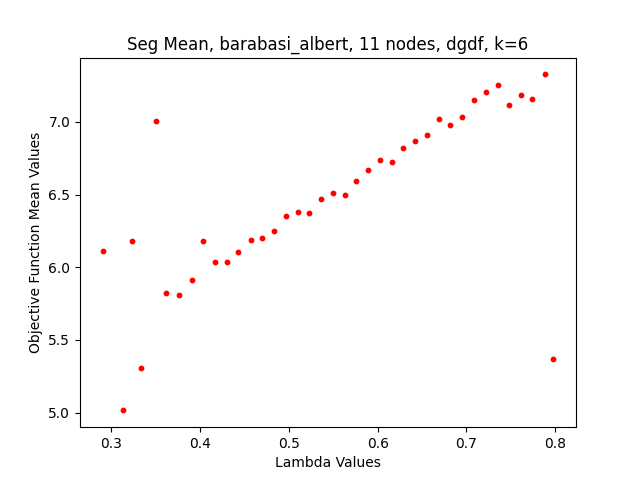 Seg Mean, barabasi_albert, 11 nodes, dgdf, k=6
Objective Function Mean Values
7.0
6.5
6.0
5.5
5.0
0.3 0.4 0.5 0.6 0.7 0.8
Lambda Values